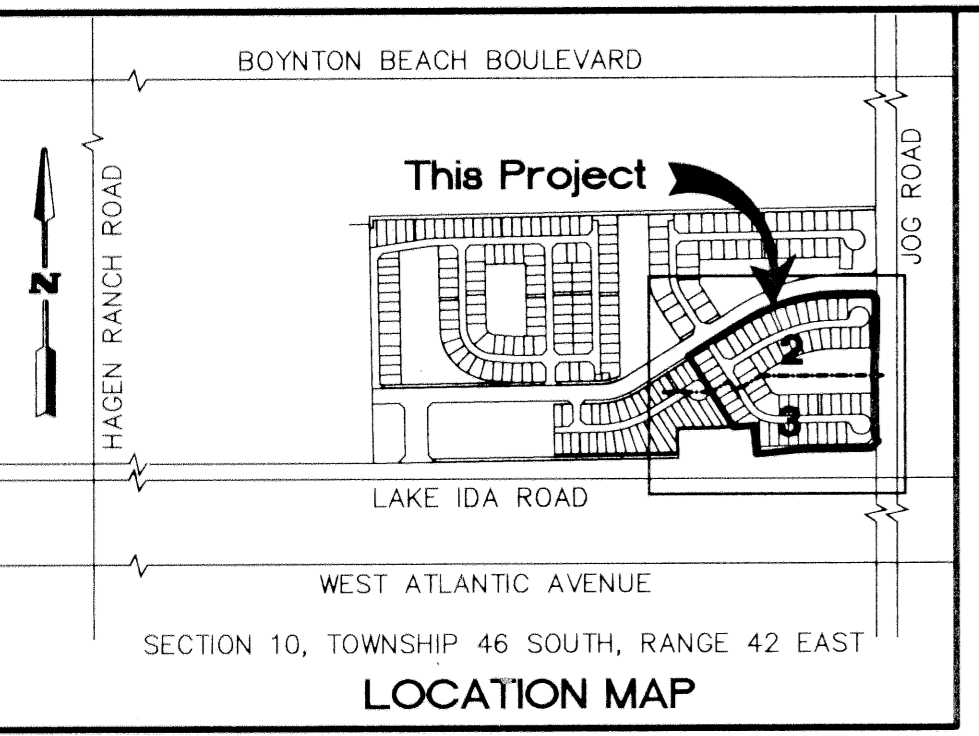 BOYNTON BEACH BOULEVARD
This Project
JOG ROAD
HAGEN RANCH ROAD
N
2
3
LAKE IDA ROAD
WEST ATLANTIC AVENUE
SECTION 10, TOWNSHIP 46 SOUTH, RANGE 42 EAST
LOCATION MAP